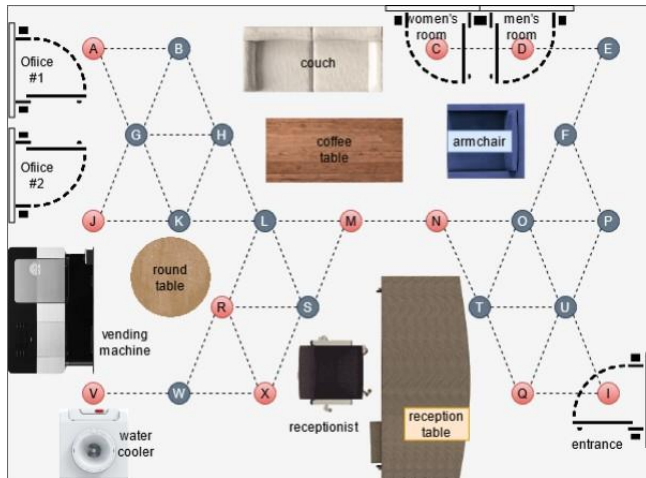 women's
room
men's
room
A
B
C
D
E
Ofiice
#1
couch
G
H
coffee
table
armchair
F
Ofiice
#2
J
K
L
M
N
O
P
round
table
R
S
T
U
vending
machine
V
W
X
Q
I
receptionist
reception
table
entrance
water
cooler